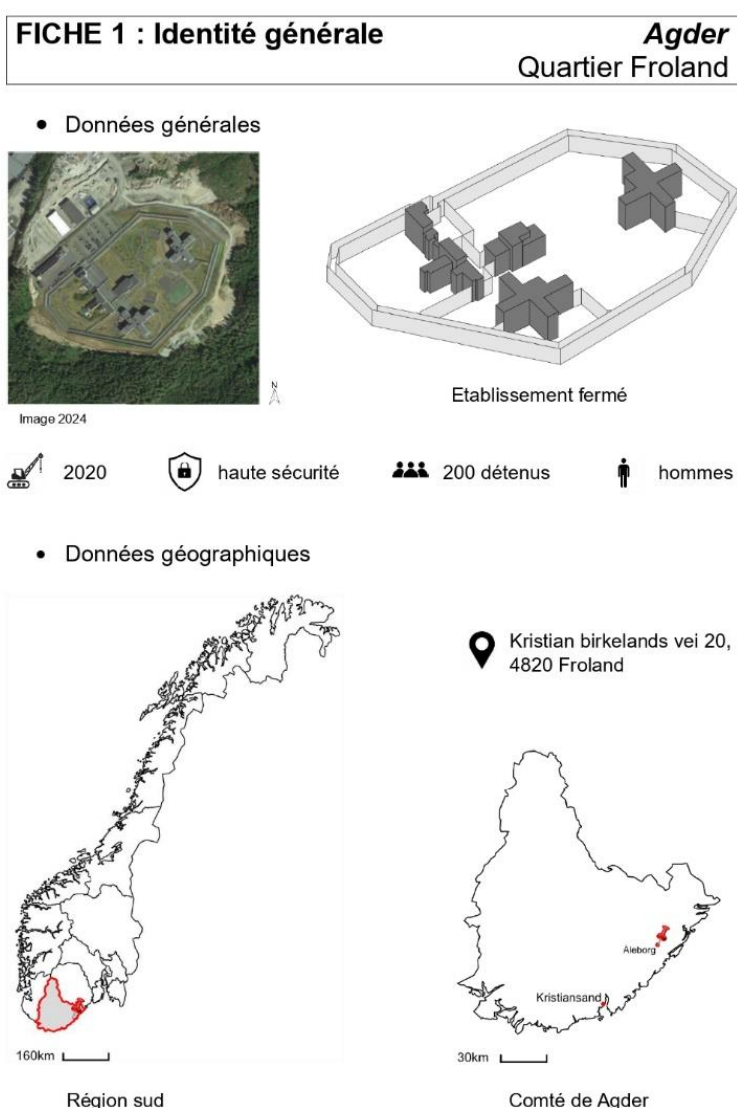 FICHE 1 : Identité générale
Agder
Quartier Froland
• Données générales
N
Image 2024
Etablissement fermé
2020
haute sécurité
200 détenus
hommes
• Données géographiques
Kristian birkelands vei 20,
4820 Froland
Åleborg
Kristiansand
160km
30km
Région sud
Comté de Agder